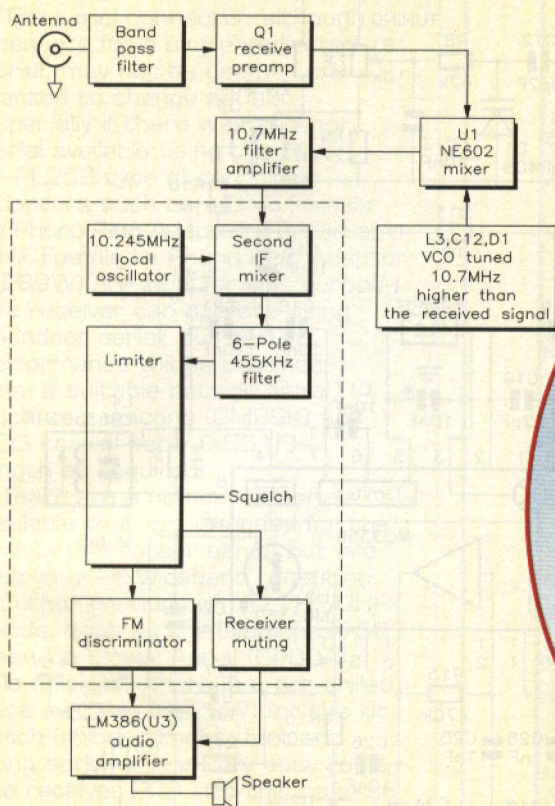 Antenna
Band
pass
filter
Q1
receive
preamp
10.7MHz
filter
amplifier
U1
NE602
mixer
L3,C12,D1
VCO tuned
10.7MHz
higher than
the received signal
10.245MHz
local
oscillator
Second
IF
mixer
Limiter
6-Pole
455KHz
filter
Squelch
FM
discriminator
Receiver
muting
LM386(U3)
audio
amplifier
Speaker